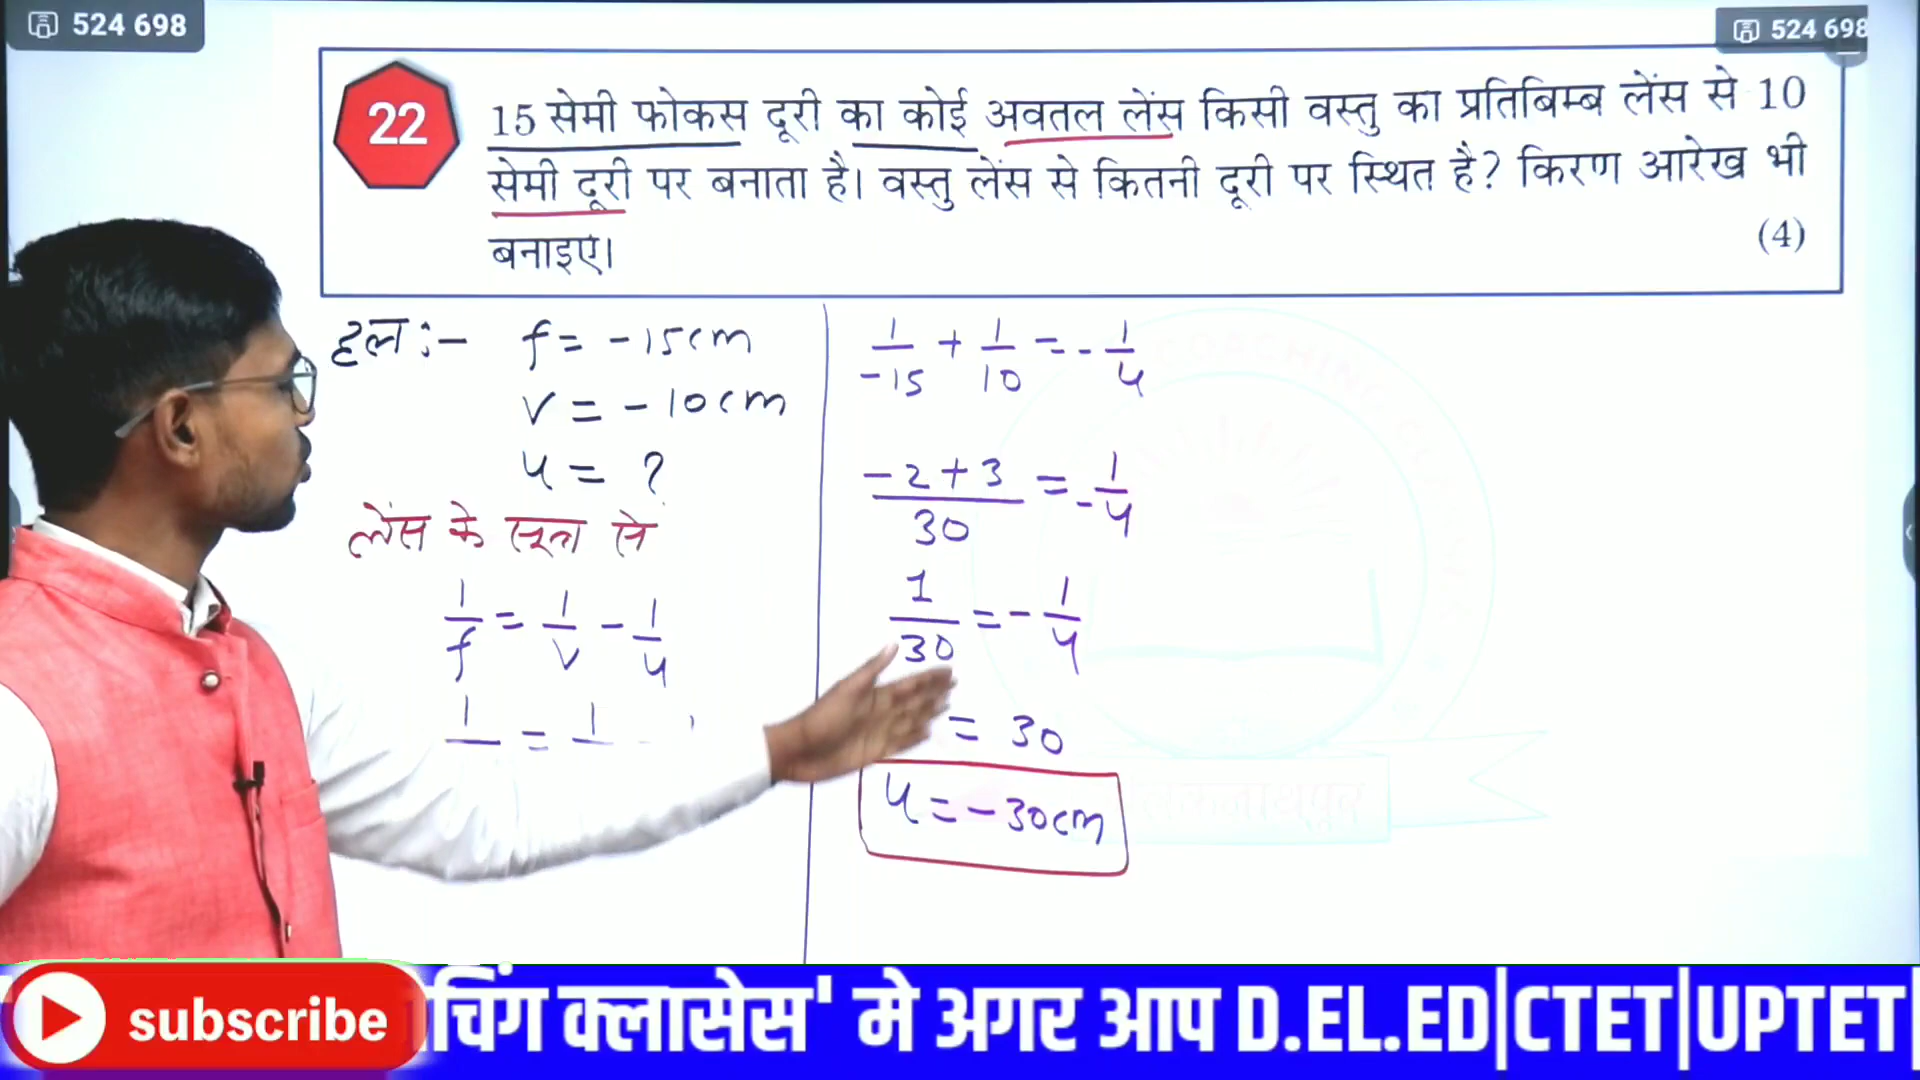 524 698
524 698
22
15 सेमी फोकस दूरी का कोई अवतल लेंस किसी वस्तु का प्रतिबिम्ब लेंस से 10
सेमी दूरी पर बनाता है। वस्तु लेंस से कितनी दूरी पर स्थित है? किरण आरेख भी
बनाइए।
(4)
हल :- f = -15cm
v = -10cm
u = ?
लेंस के सूत्र से
1/f = 1/v - 1/u
1 = 1 -
1/-15 + 1/10 = - 1/u
-2+3/30 = - 1/u
1/30 = - 1/u
= 30
u = -30cm
subscribe
चिंग क्लासेस' मे अगर आप D.EL.ED|CTET|UPTET|